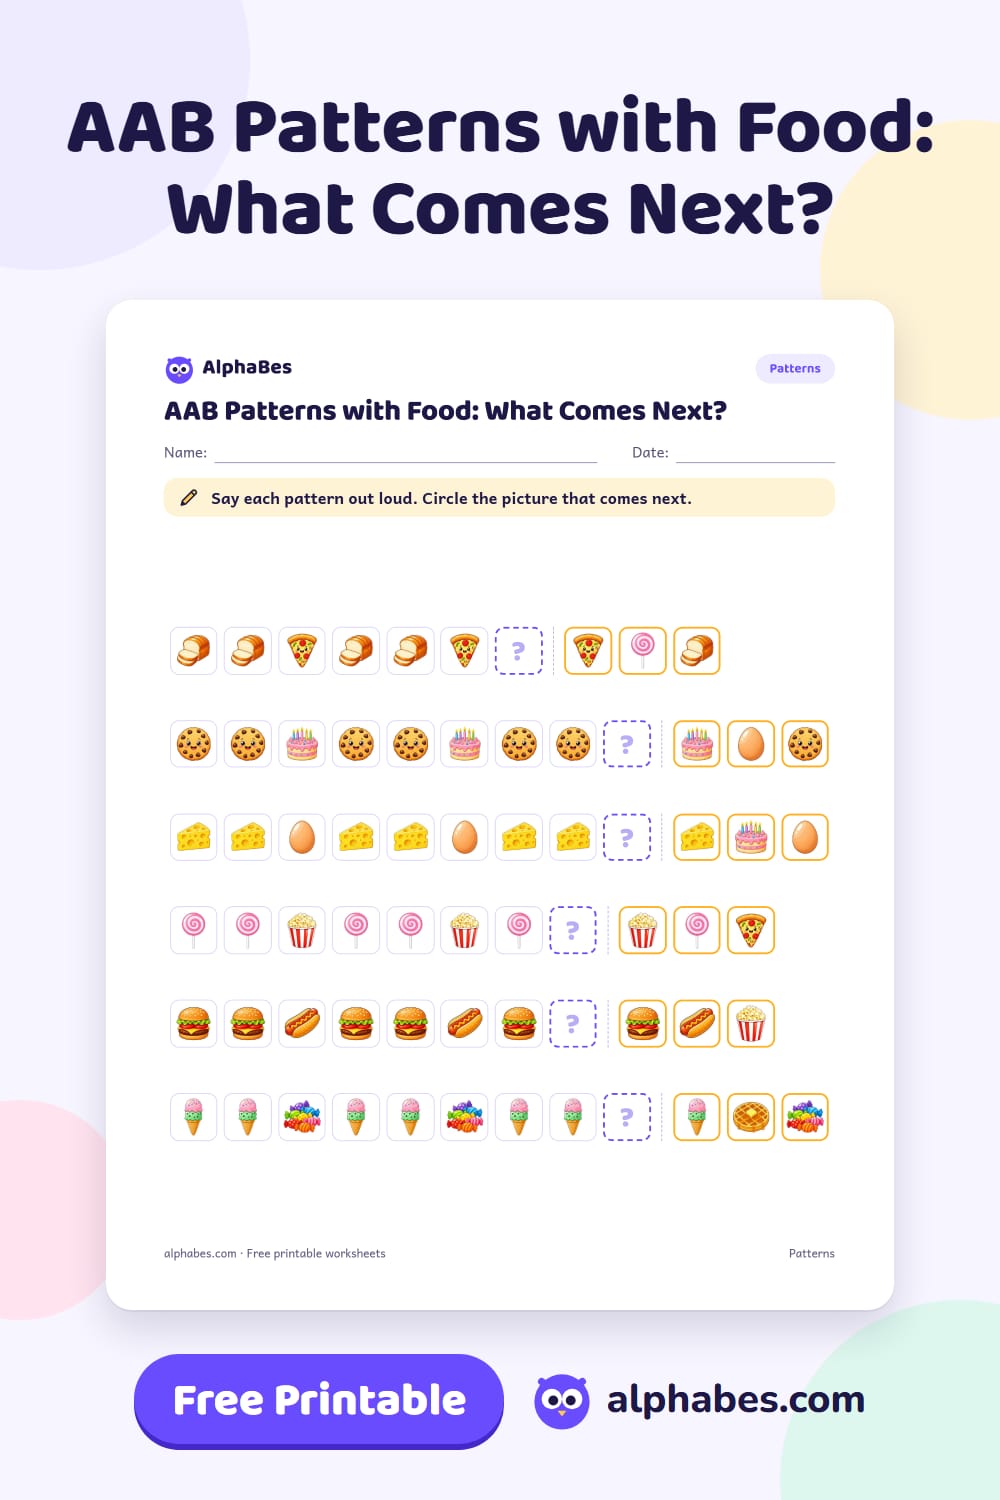 AAB Patterns with Food:
What Comes Next?
AlphaBes
Patterns
AAB Patterns with Food: What Comes Next?
Name:
Date:
Say each pattern out loud. Circle the picture that comes next.
?
?
?
?
?
?
alphabes.com · Free printable worksheets
Patterns
Free Printable
alphabes.com